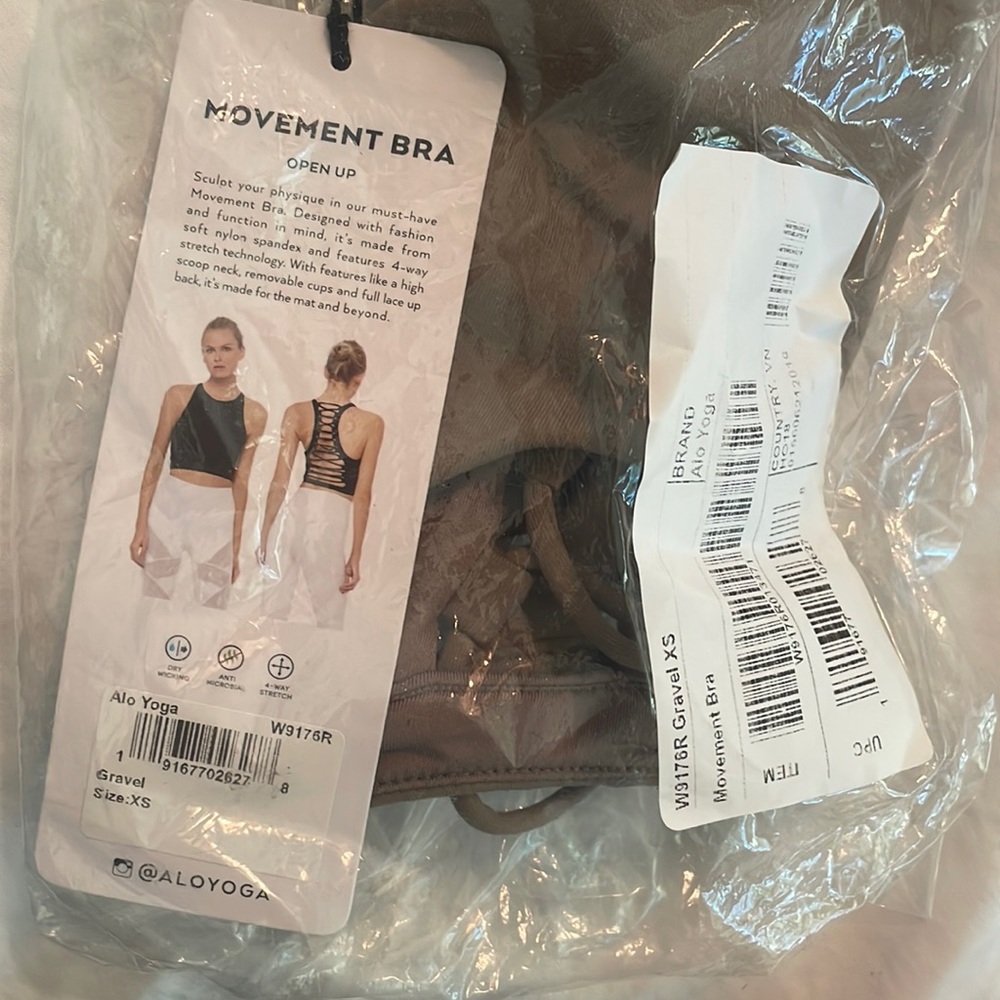 MOVEMENT BRA
OPEN UP
Sculpt your physique in our must-have
Movement Bra. Designed with fashion
and function in mind, it's made from
soft nylon spandex and features 4-way
stretch technology. With features like a high
scoop neck, removable cups and full lace up
back, it's made for the mat and beyond.
DRY
WICKING
ANTI
MICROBIAL
4-WAY
STRETCH
Alo Yoga
W9176R
1 9167702627 8
Gravel
Size:XS
@ALOYOGA
W9176R Gravel XS
Movement Bra
BRAND
Alo Yoga
ITEM
COUNTRY: VN
HO318
UPC